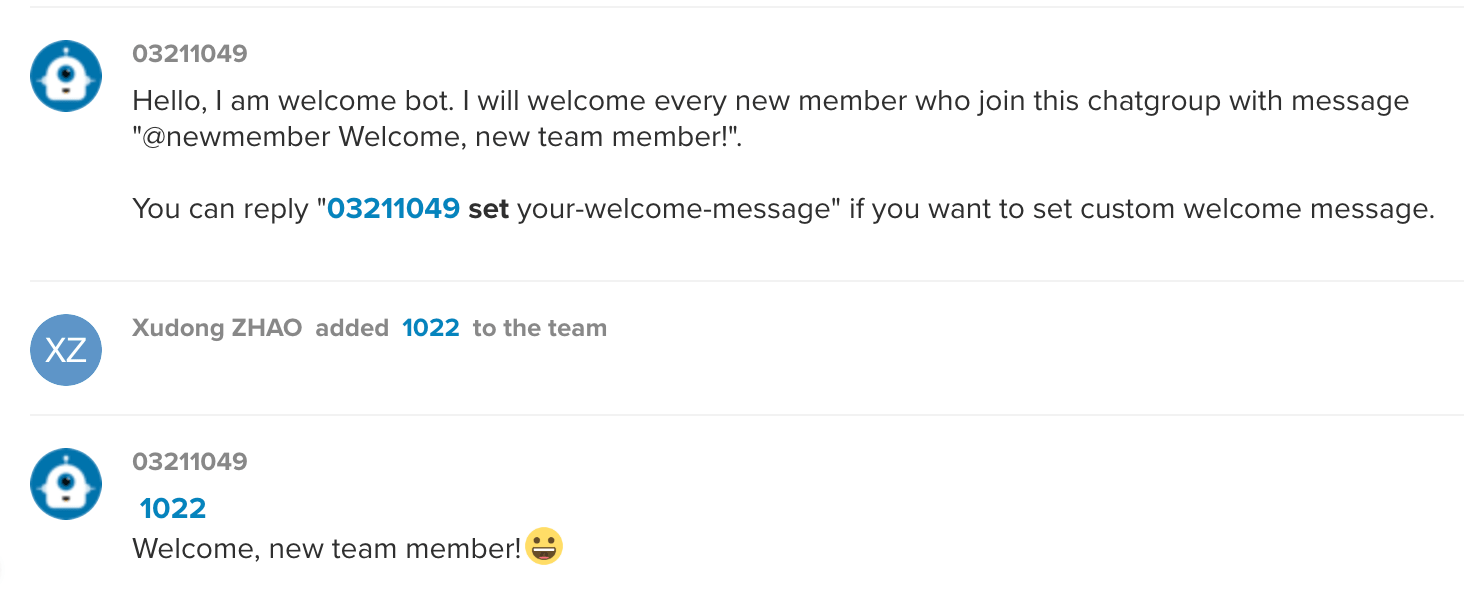 03211049
Hello, I am welcome bot. I will welcome every new member who join this chatgroup with message
"@newmember Welcome, new team member!".
You can reply "03211049 set your-welcome-message" if you want to set custom welcome message.
XZ
Xudong ZHAO added 1022 to the team
03211049
1022
Welcome, new team member!😀